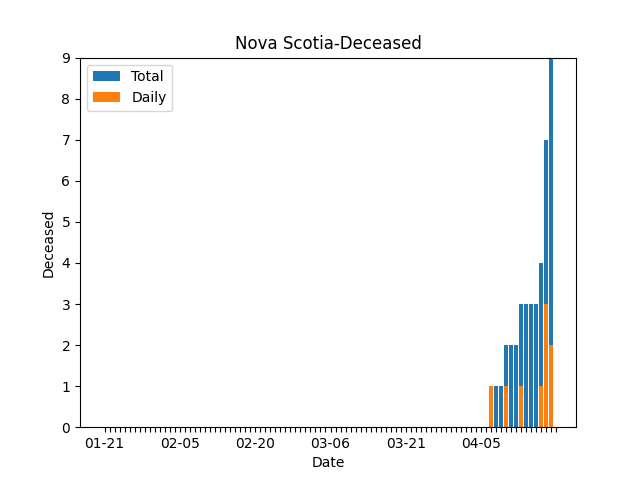 Nova Scotia-Deceased
Total
Daily
Deceased
9
8
7
6
5
4
3
2
1
0
01-21 02-05 02-20 03-06 03-21 04-05
Date